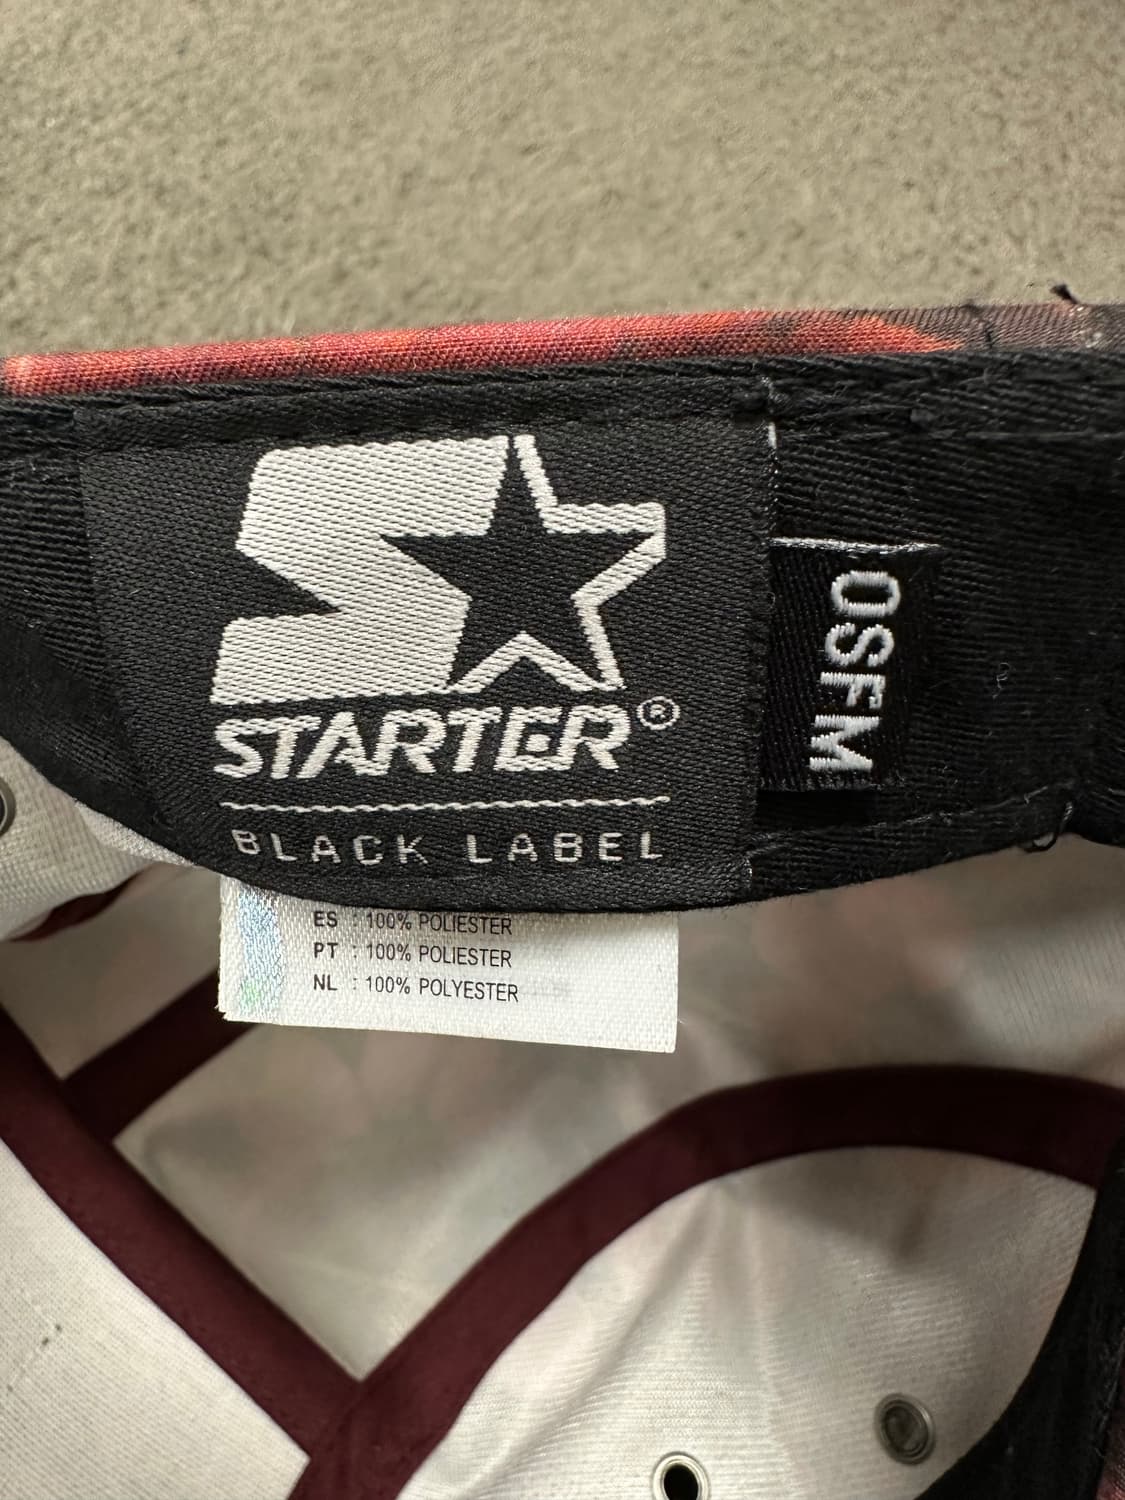 STARTER®
BLACK LABEL
OSFM
ES : 100% POLIESTER
PT : 100% POLIESTER
NL : 100% POLYESTER